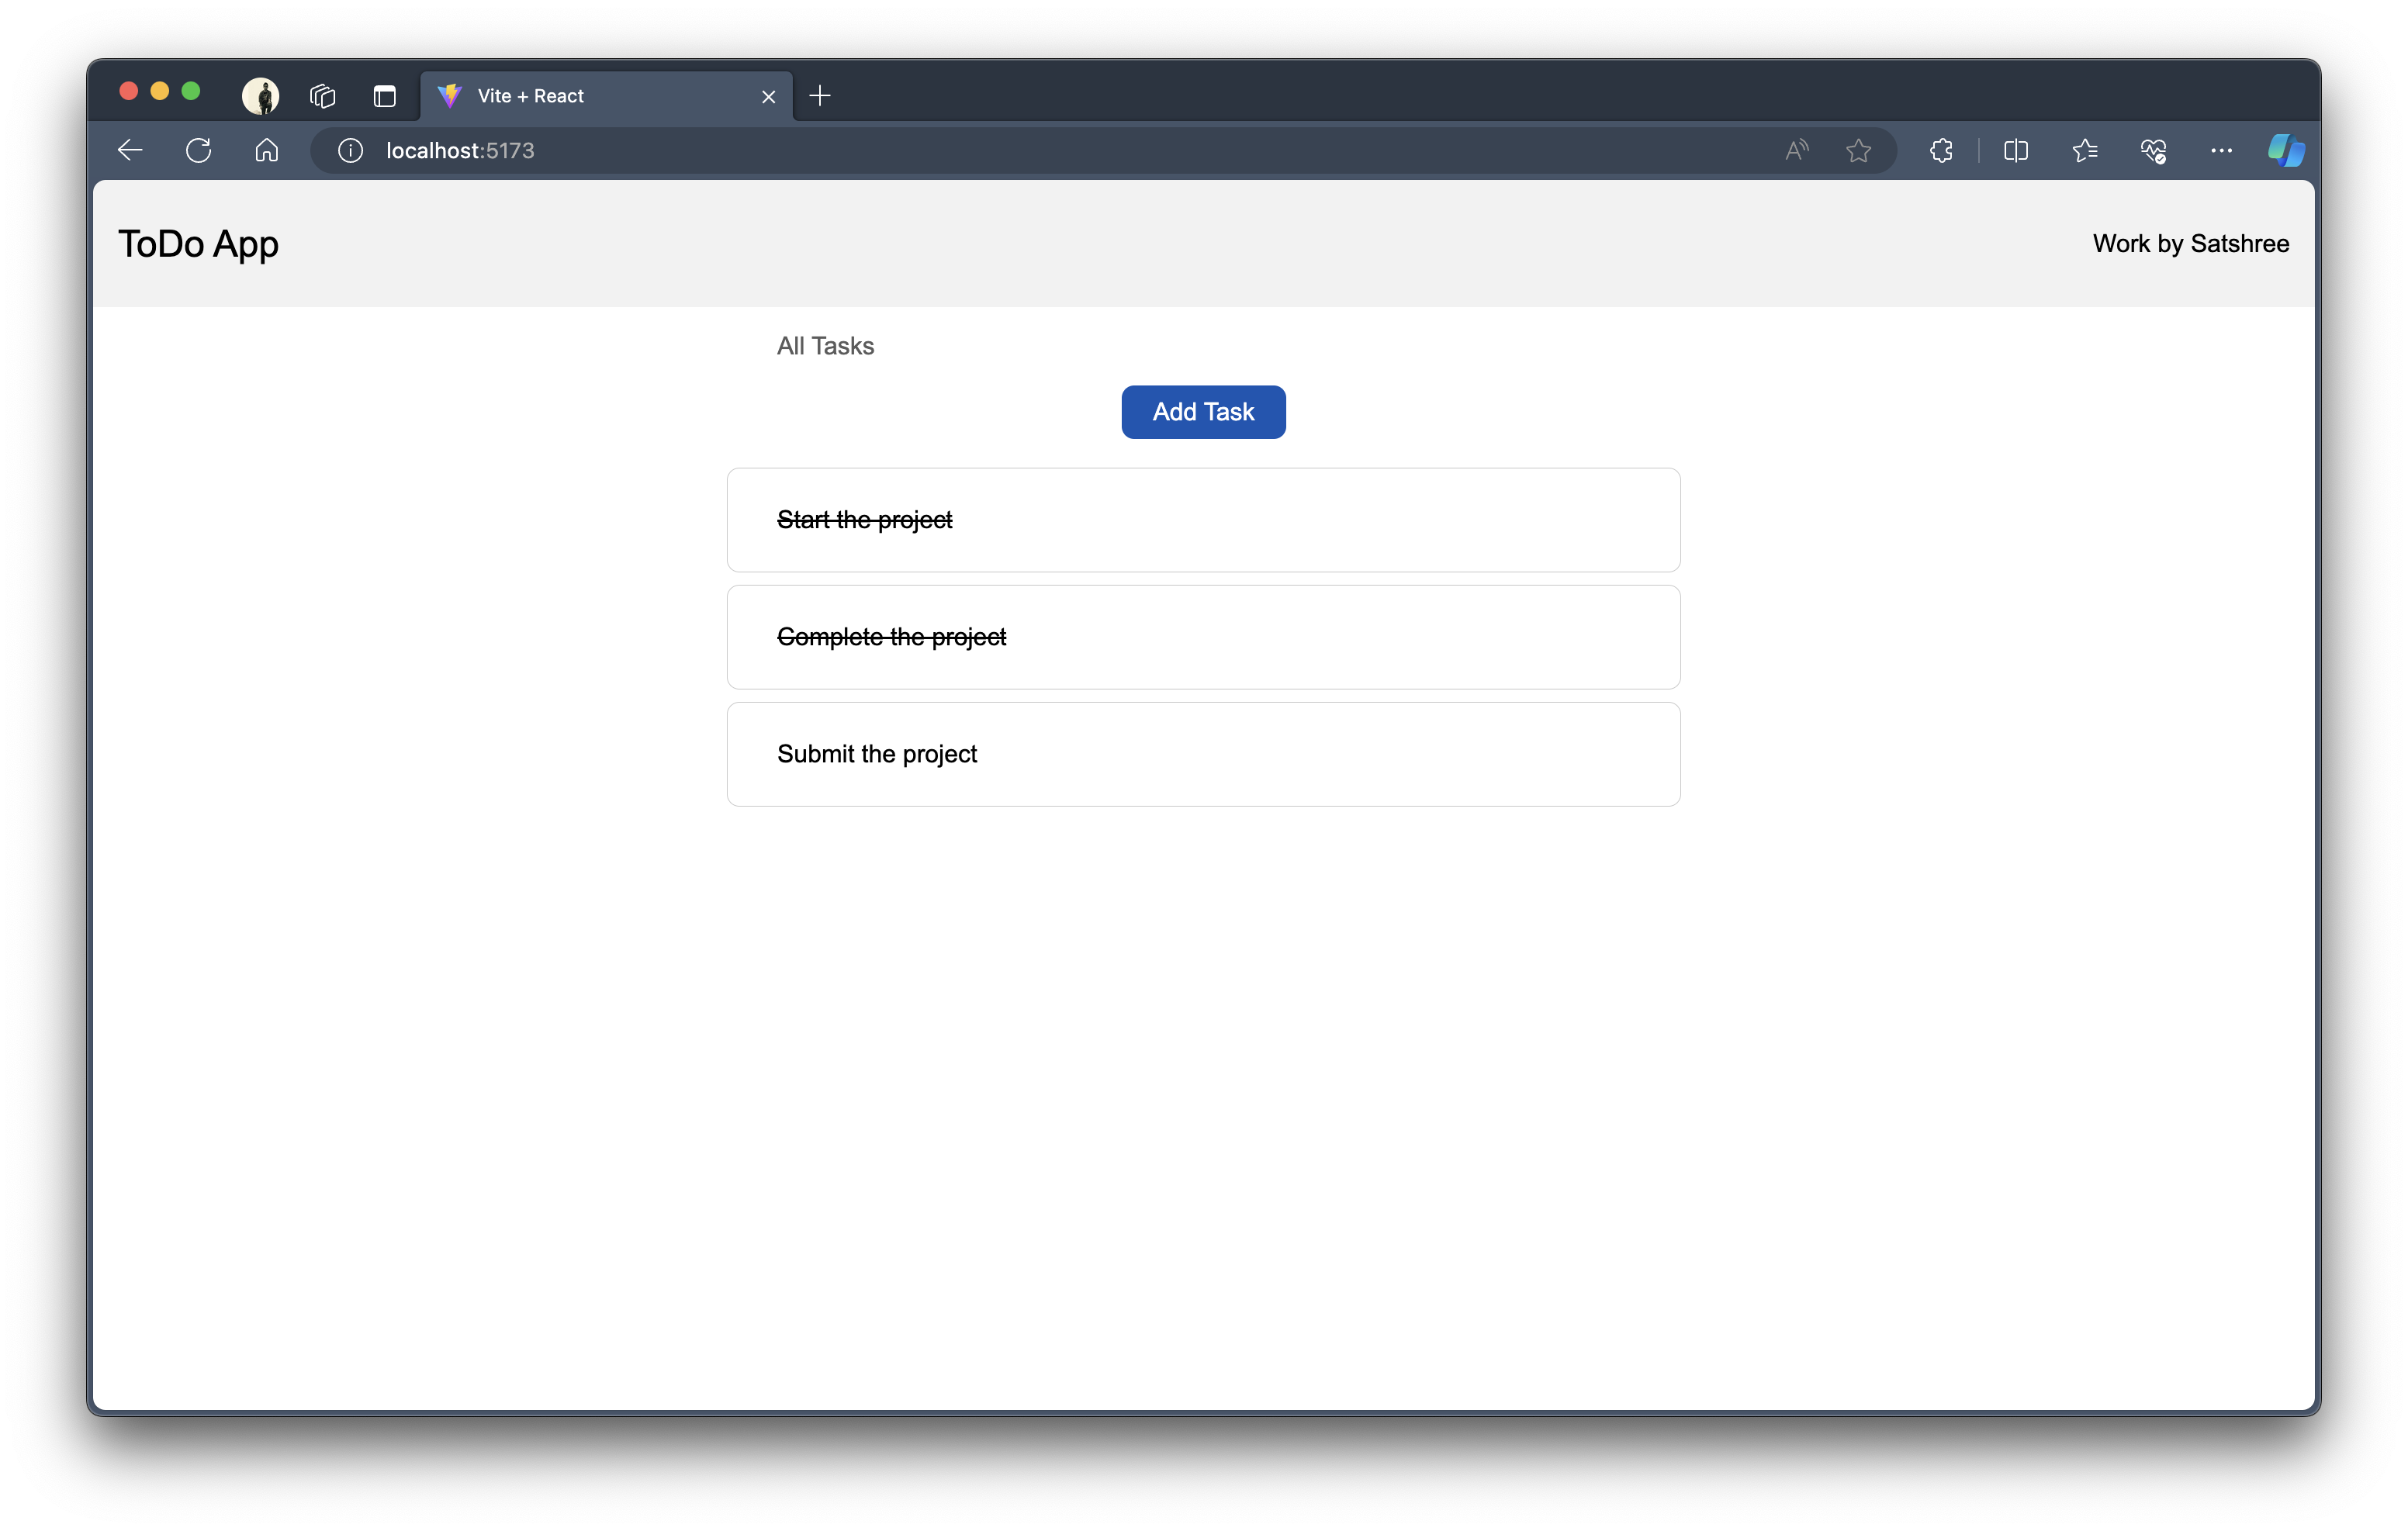 Vite + React
localhost:5173
ToDo App
Work by Satshree
All Tasks
Add Task
Start the project
Complete the project
Submit the project